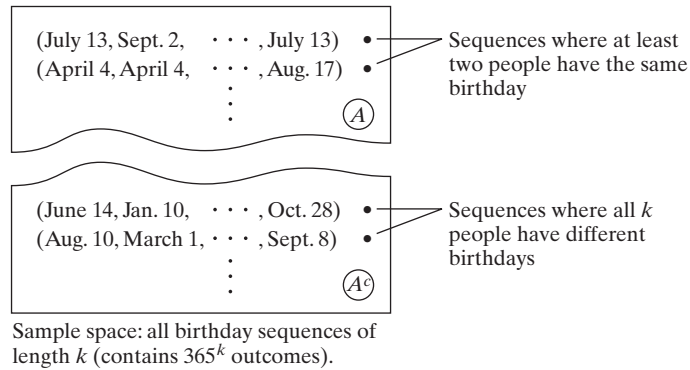 (July 13, Sept. 2, · · · , July 13)
(April 4, April 4, · · · , Aug. 17)
A
Sequences where at least
two people have the same
birthday
(June 14, Jan. 10, · · · , Oct. 28)
(Aug. 10, March 1, · · · , Sept. 8)
Aᶜ
Sequences where all k
people have different
birthdays
Sample space: all birthday sequences of
length k (contains 365ᵏ outcomes).